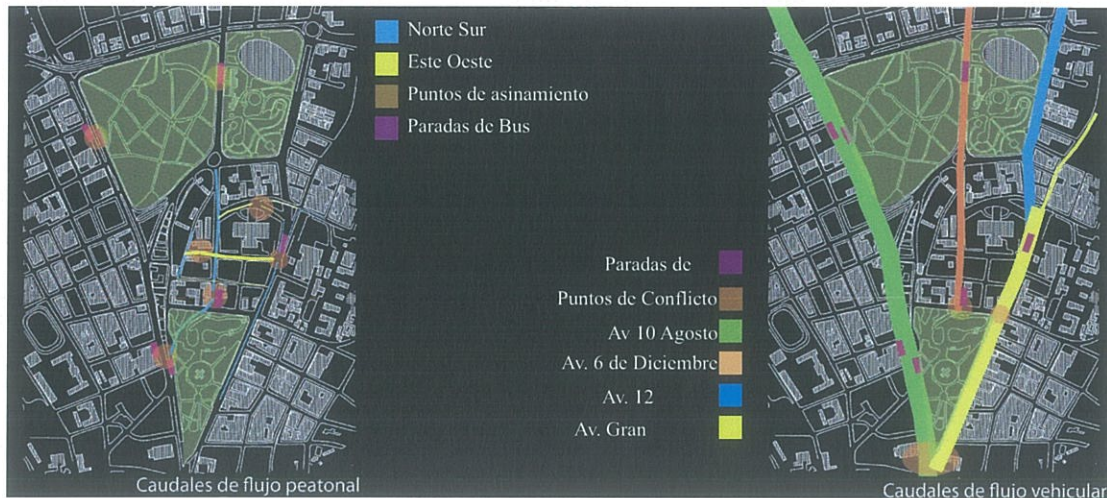 Norte Sur
Este Oeste
Puntos de asinamiento
Paradas de Bus
Paradas de
Puntos de Conflicto
Av 10 Agosto
Av. 6 de Diciembre
Av. 12
Av. Gran
Caudales de flujo peatonal
Caudales de flujo vehicular